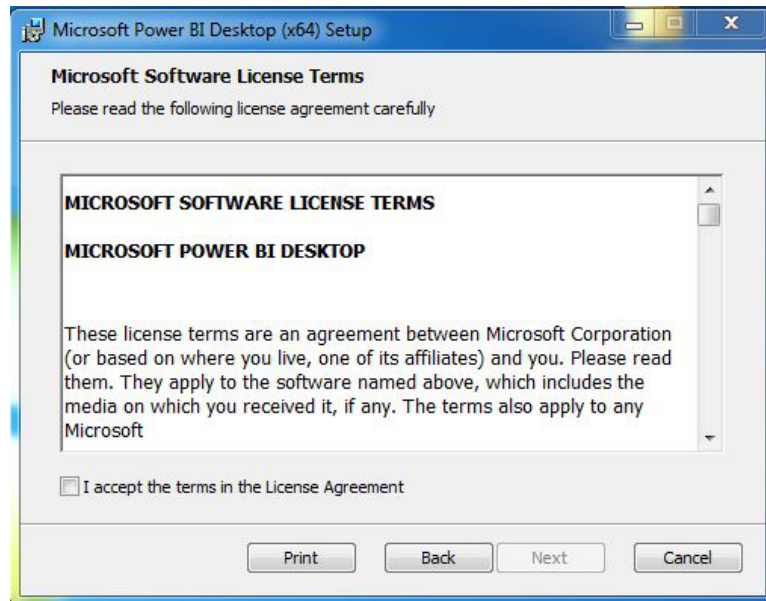 Microsoft Power BI Desktop (x64) Setup
Microsoft Software License Terms
Please read the following license agreement carefully
MICROSOFT SOFTWARE LICENSE TERMS
MICROSOFT POWER BI DESKTOP
These license terms are an agreement between Microsoft Corporation
(or based on where you live, one of its affiliates) and you. Please read
them. They apply to the software named above, which includes the
media on which you received it, if any. The terms also apply to any
Microsoft
I accept the terms in the License Agreement
Print Back Next Cancel